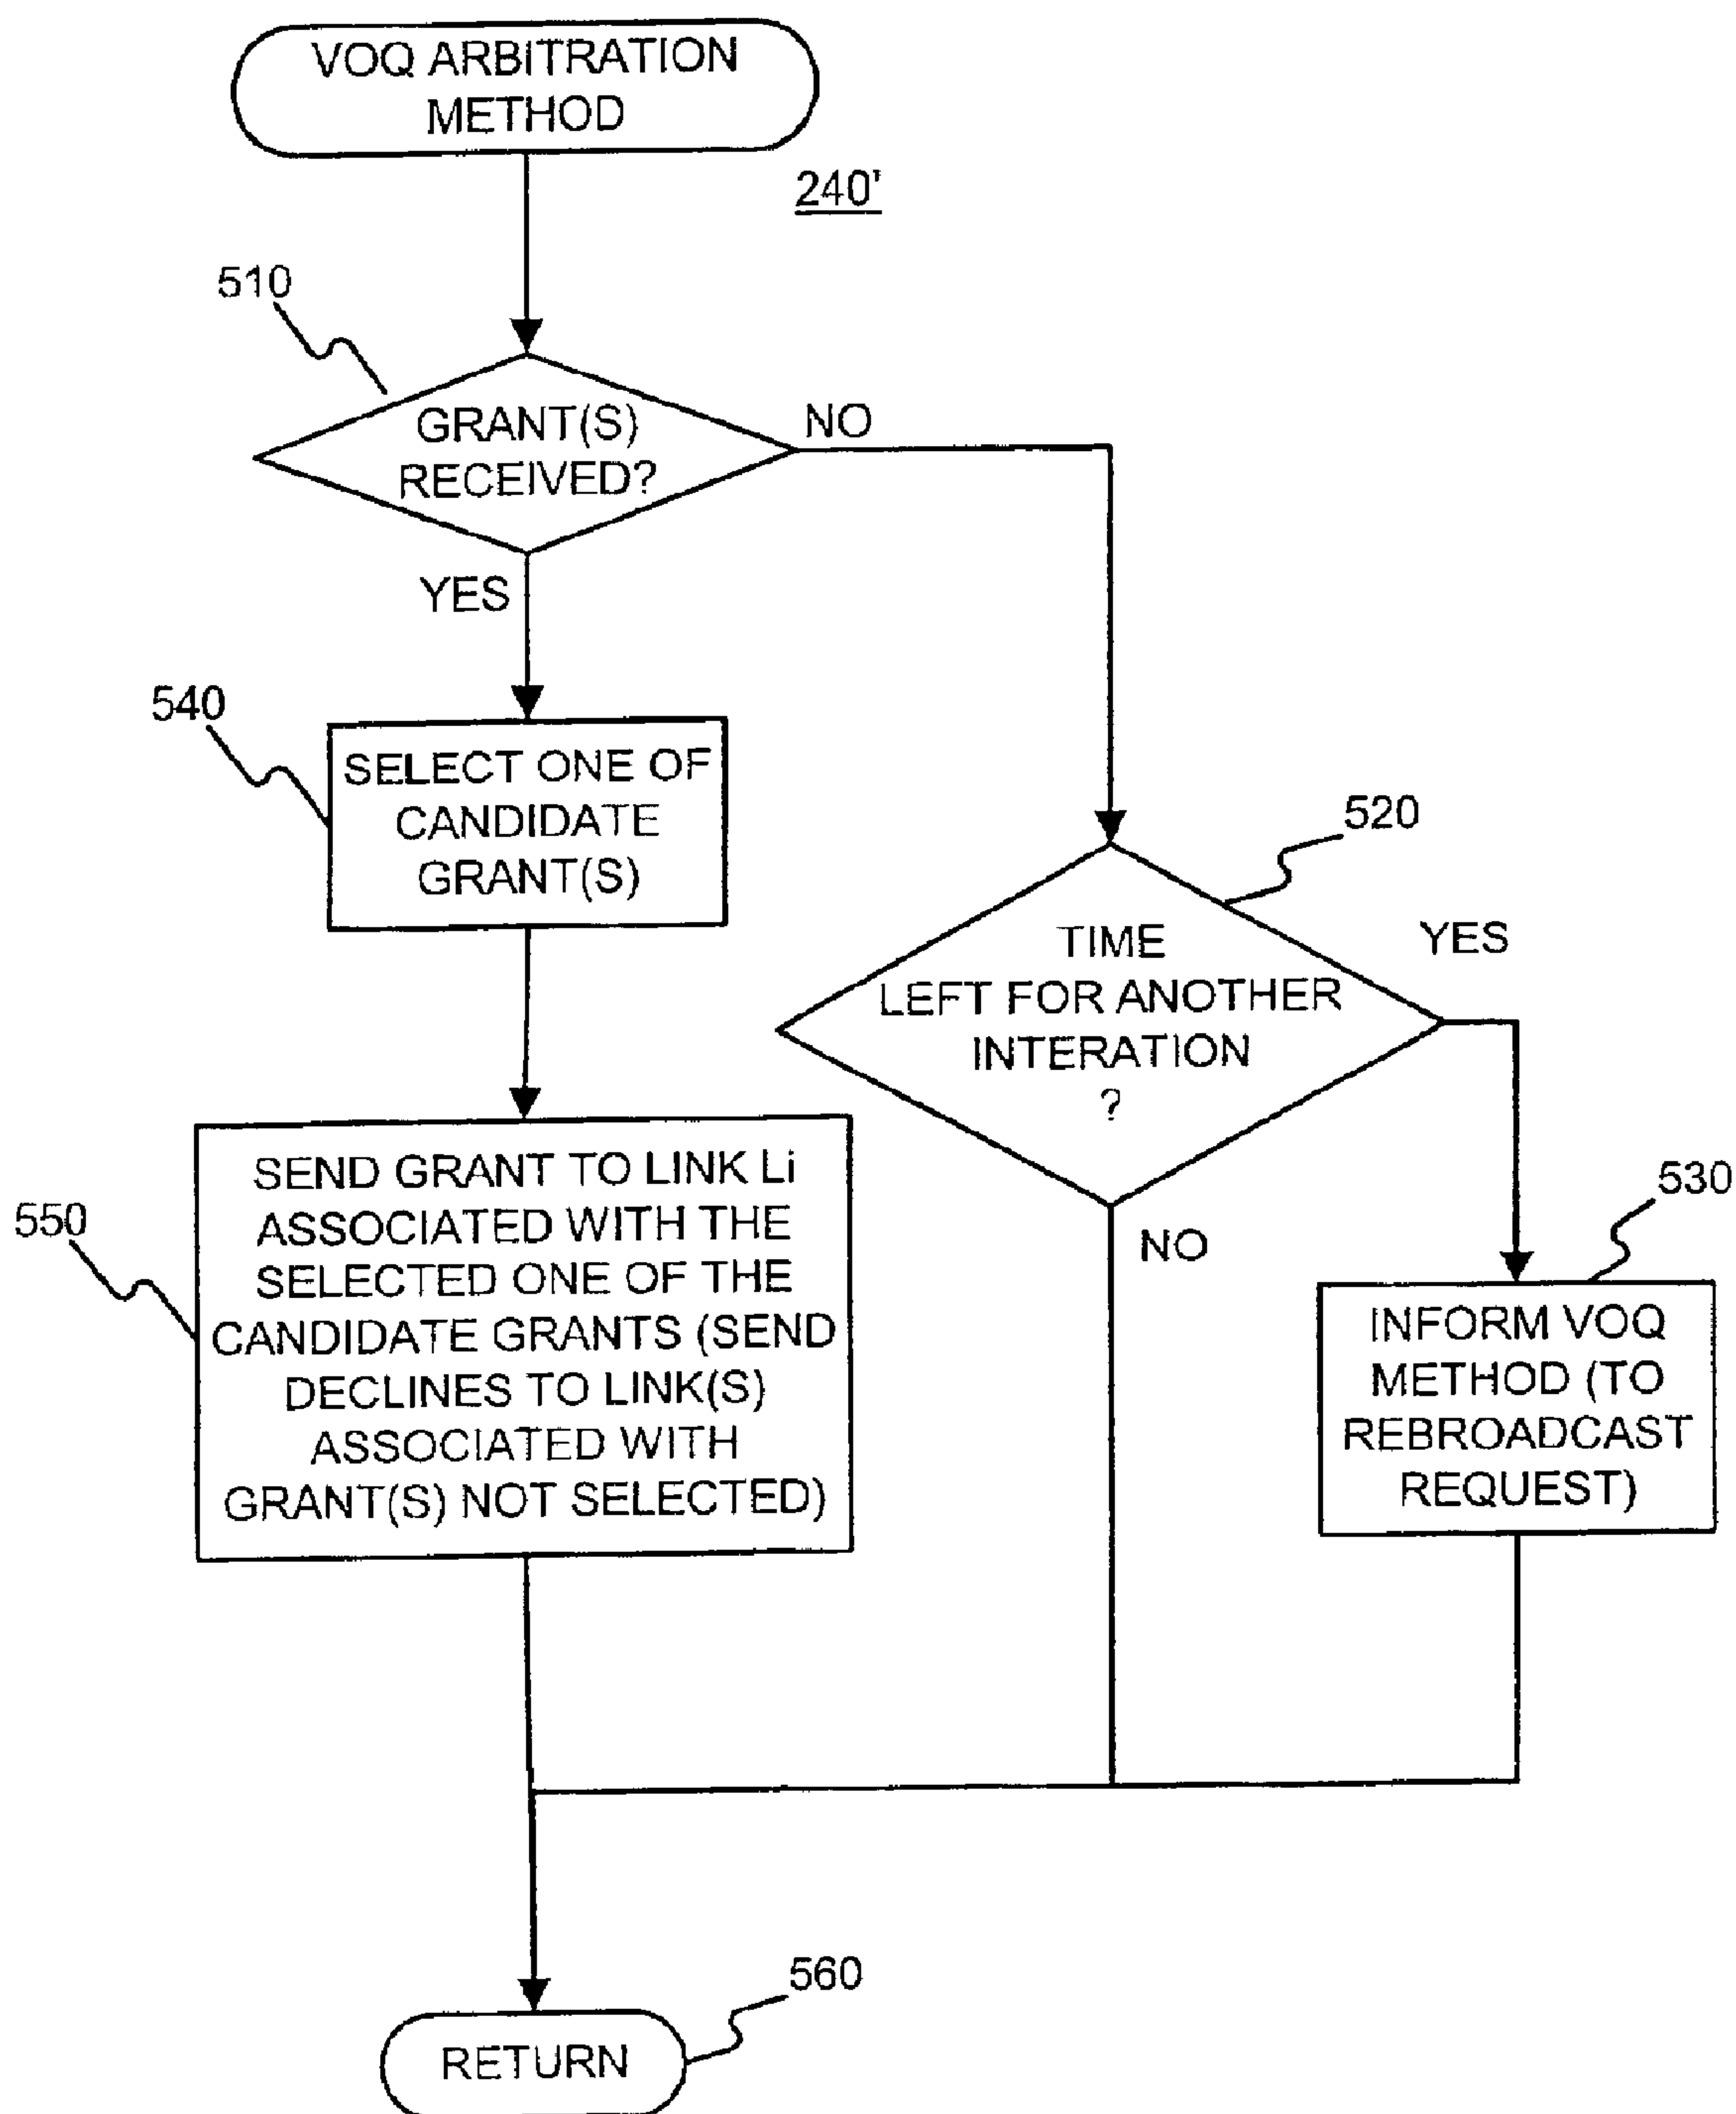 VOQ ARBITRATION
METHOD
240'
510
GRANT(S)
RECEIVED?
NO
YES
540
SELECT ONE OF
CANDIDATE
GRANT(S)
520
TIME
LEFT FOR ANOTHER
INTERATION
?
YES
NO
550
SEND GRANT TO LINK Li
ASSOCIATED WITH THE
SELECTED ONE OF THE
CANDIDATE GRANTS (SEND
DECLINES TO LINK(S)
ASSOCIATED WITH
GRANT(S) NOT SELECTED)
530
INFORM VOQ
METHOD (TO
REBROADCAST
REQUEST)
560
RETURN